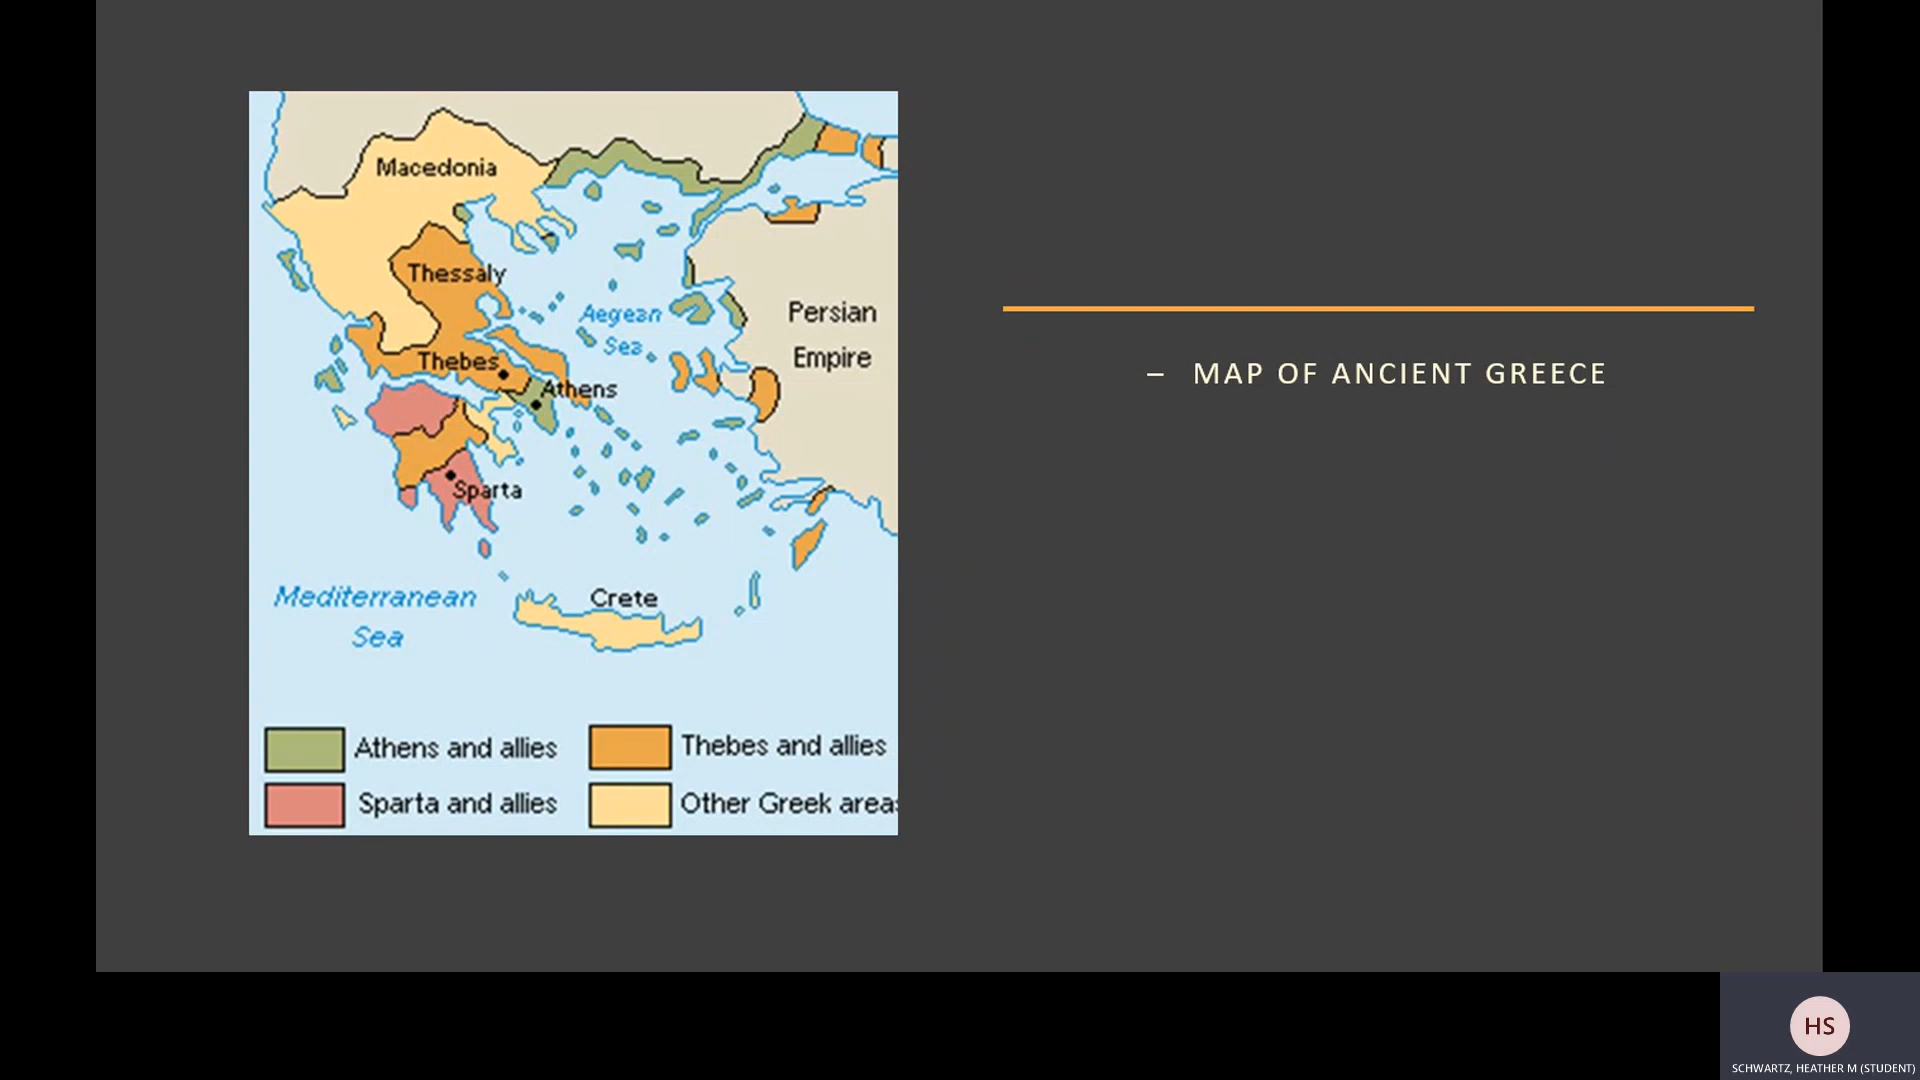 Macedonia
Thessaly
Aegean
Sea
Persian
Empire
Thebes
Athens
Sparta
Mediterranean
Sea
Crete
Athens and allies
Thebes and allies
Sparta and allies
Other Greek areas
– MAP OF ANCIENT GREECE
HS
SCHWARTZ, HEATHER M (STUDENT)